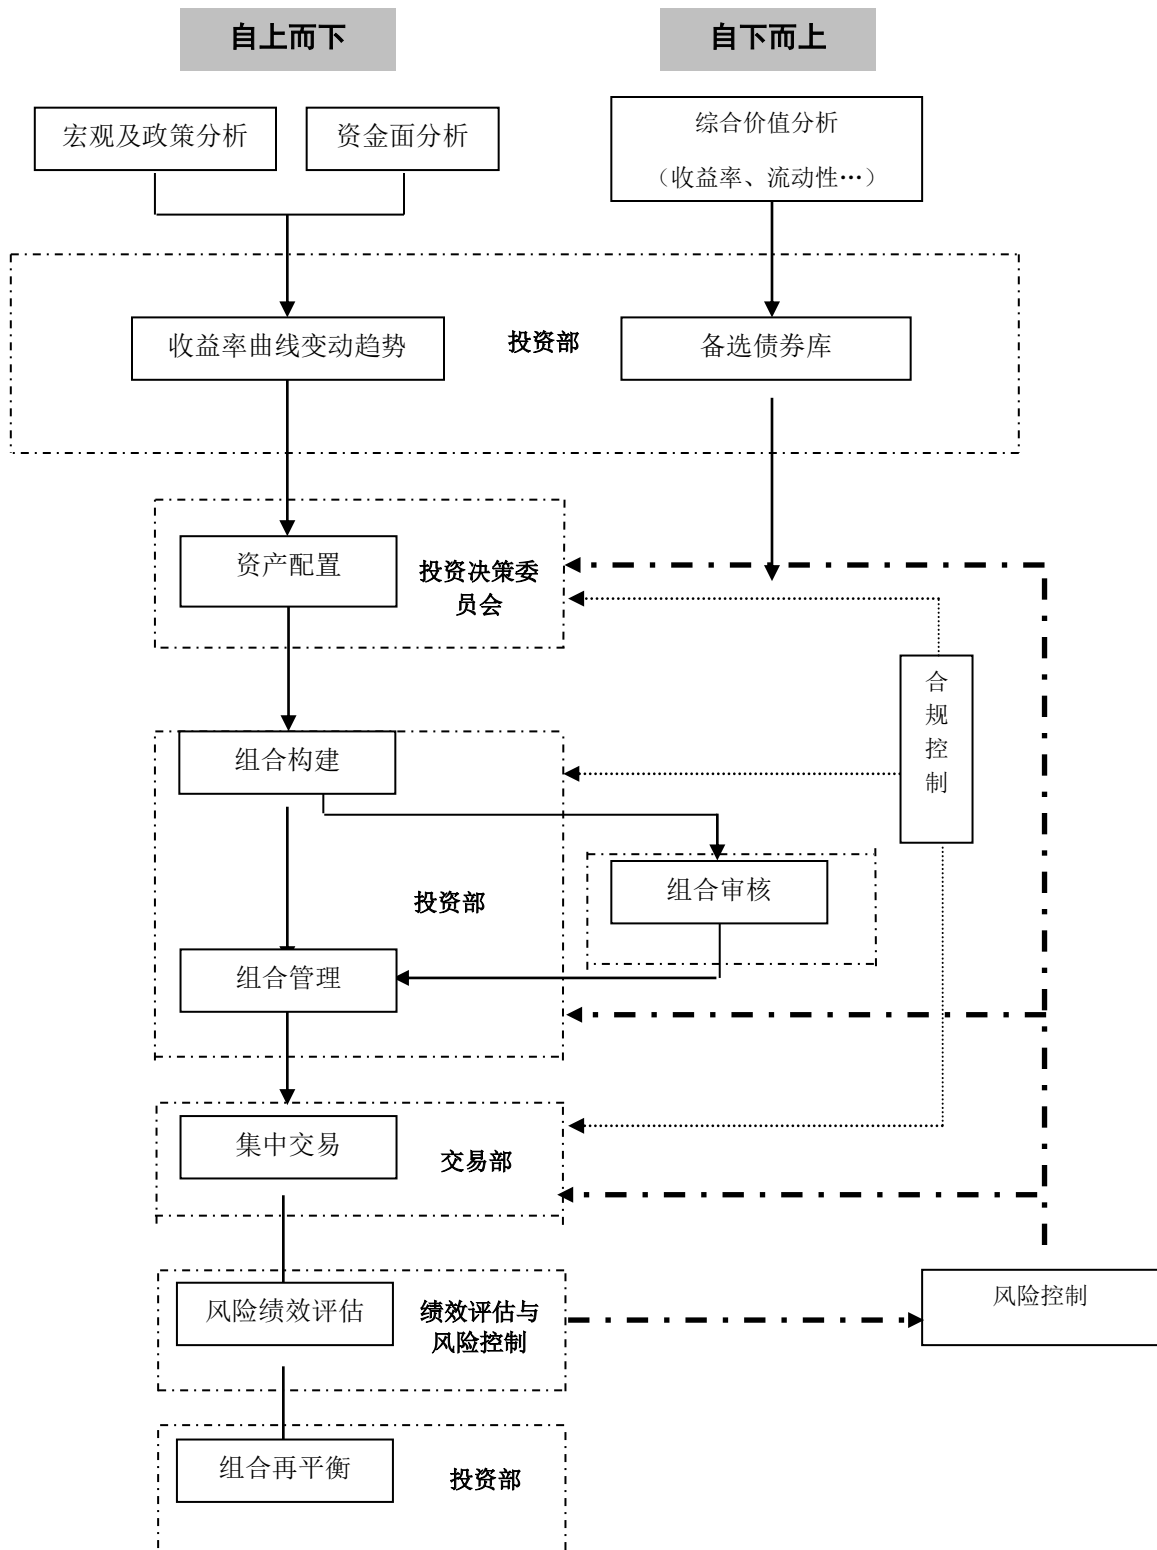 自上而下
自下而上
宏观及政策分析
资金面分析
综合价值分析
（收益率、流动性…）
收益率曲线变动趋势
投资部
备选债券库
资产配置
投资决策委
员会
合
规
控
制
组合构建
组合审核
投资部
组合管理
集中交易
交易部
风险绩效评估
绩效评估与
风险控制
风险控制
组合再平衡
投资部